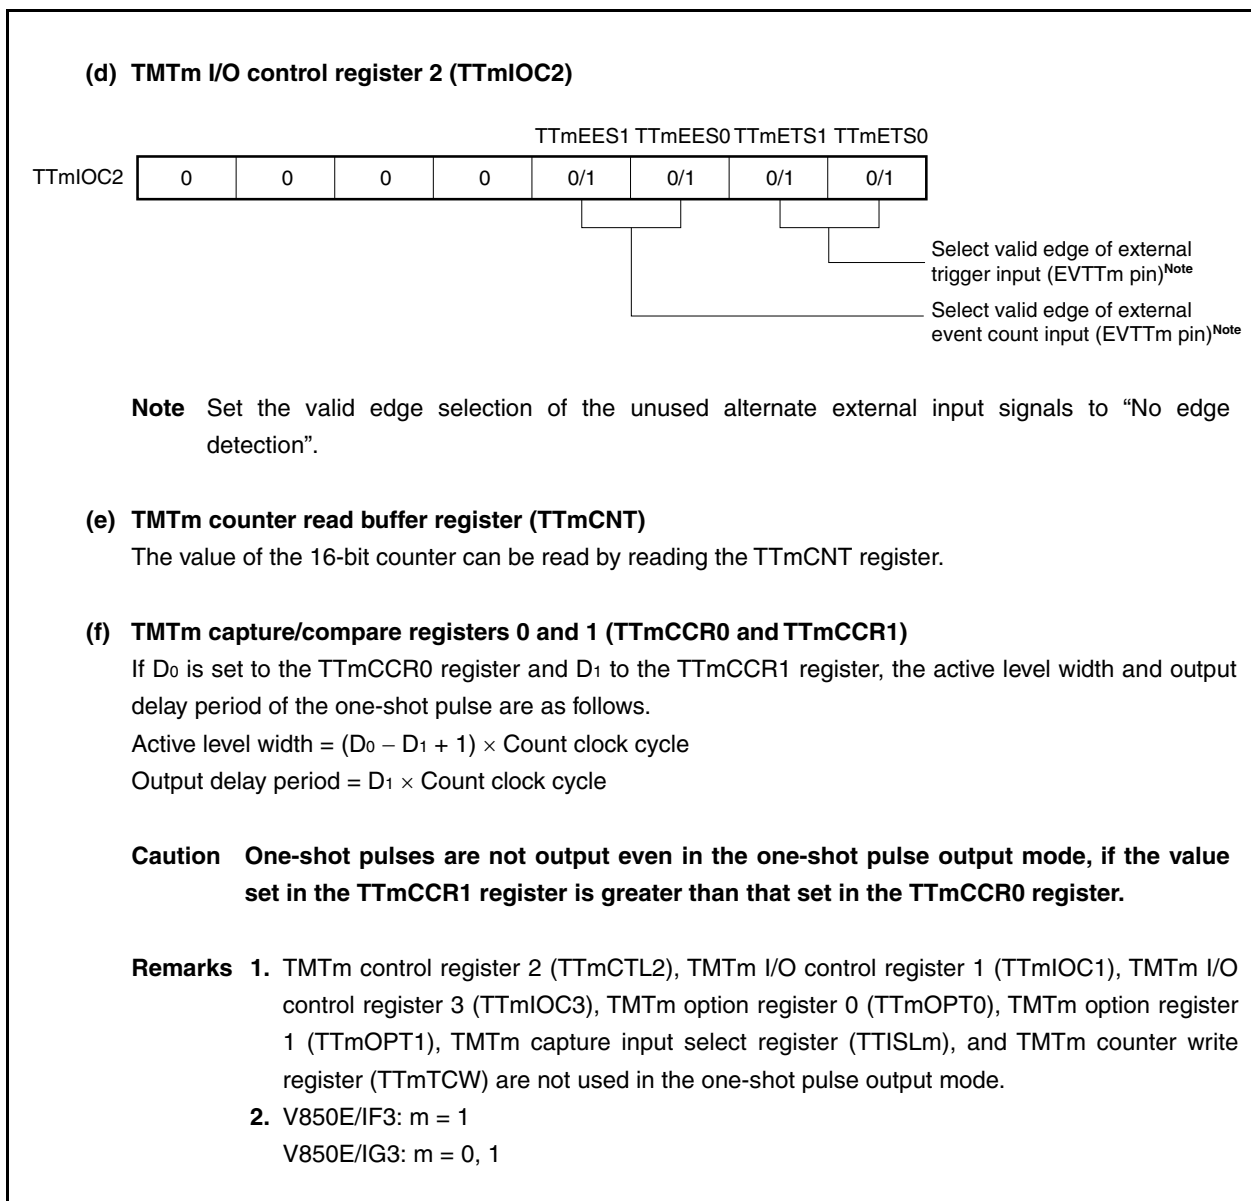 (d) TMTm I/O control register 2 (TTmIOC2)
TTmEES1 TTmEES0 TTmETS1 TTmETS0
TTmIOC2 0 0 0 0 0/1 0/1 0/1 0/1
Select valid edge of external
trigger input (EVTTm pin)Note
Select valid edge of external
event count input (EVTTm pin)Note
Note Set the valid edge selection of the unused alternate external input signals to “No edge
detection”.
(e) TMTm counter read buffer register (TTmCNT)
The value of the 16-bit counter can be read by reading the TTmCNT register.
(f) TMTm capture/compare registers 0 and 1 (TTmCCR0 and TTmCCR1)
If D0 is set to the TTmCCR0 register and D1 to the TTmCCR1 register, the active level width and output
delay period of the one-shot pulse are as follows.
Active level width = (D0 − D1 + 1) × Count clock cycle
Output delay period = D1 × Count clock cycle
Caution One-shot pulses are not output even in the one-shot pulse output mode, if the value
set in the TTmCCR1 register is greater than that set in the TTmCCR0 register.
Remarks 1. TMTm control register 2 (TTmCTL2), TMTm I/O control register 1 (TTmIOC1), TMTm I/O
control register 3 (TTmIOC3), TMTm option register 0 (TTmOPT0), TMTm option register
1 (TTmOPT1), TMTm capture input select register (TTISLm), and TMTm counter write
register (TTmTCW) are not used in the one-shot pulse output mode.
2. V850E/IF3: m = 1
V850E/IG3: m = 0, 1